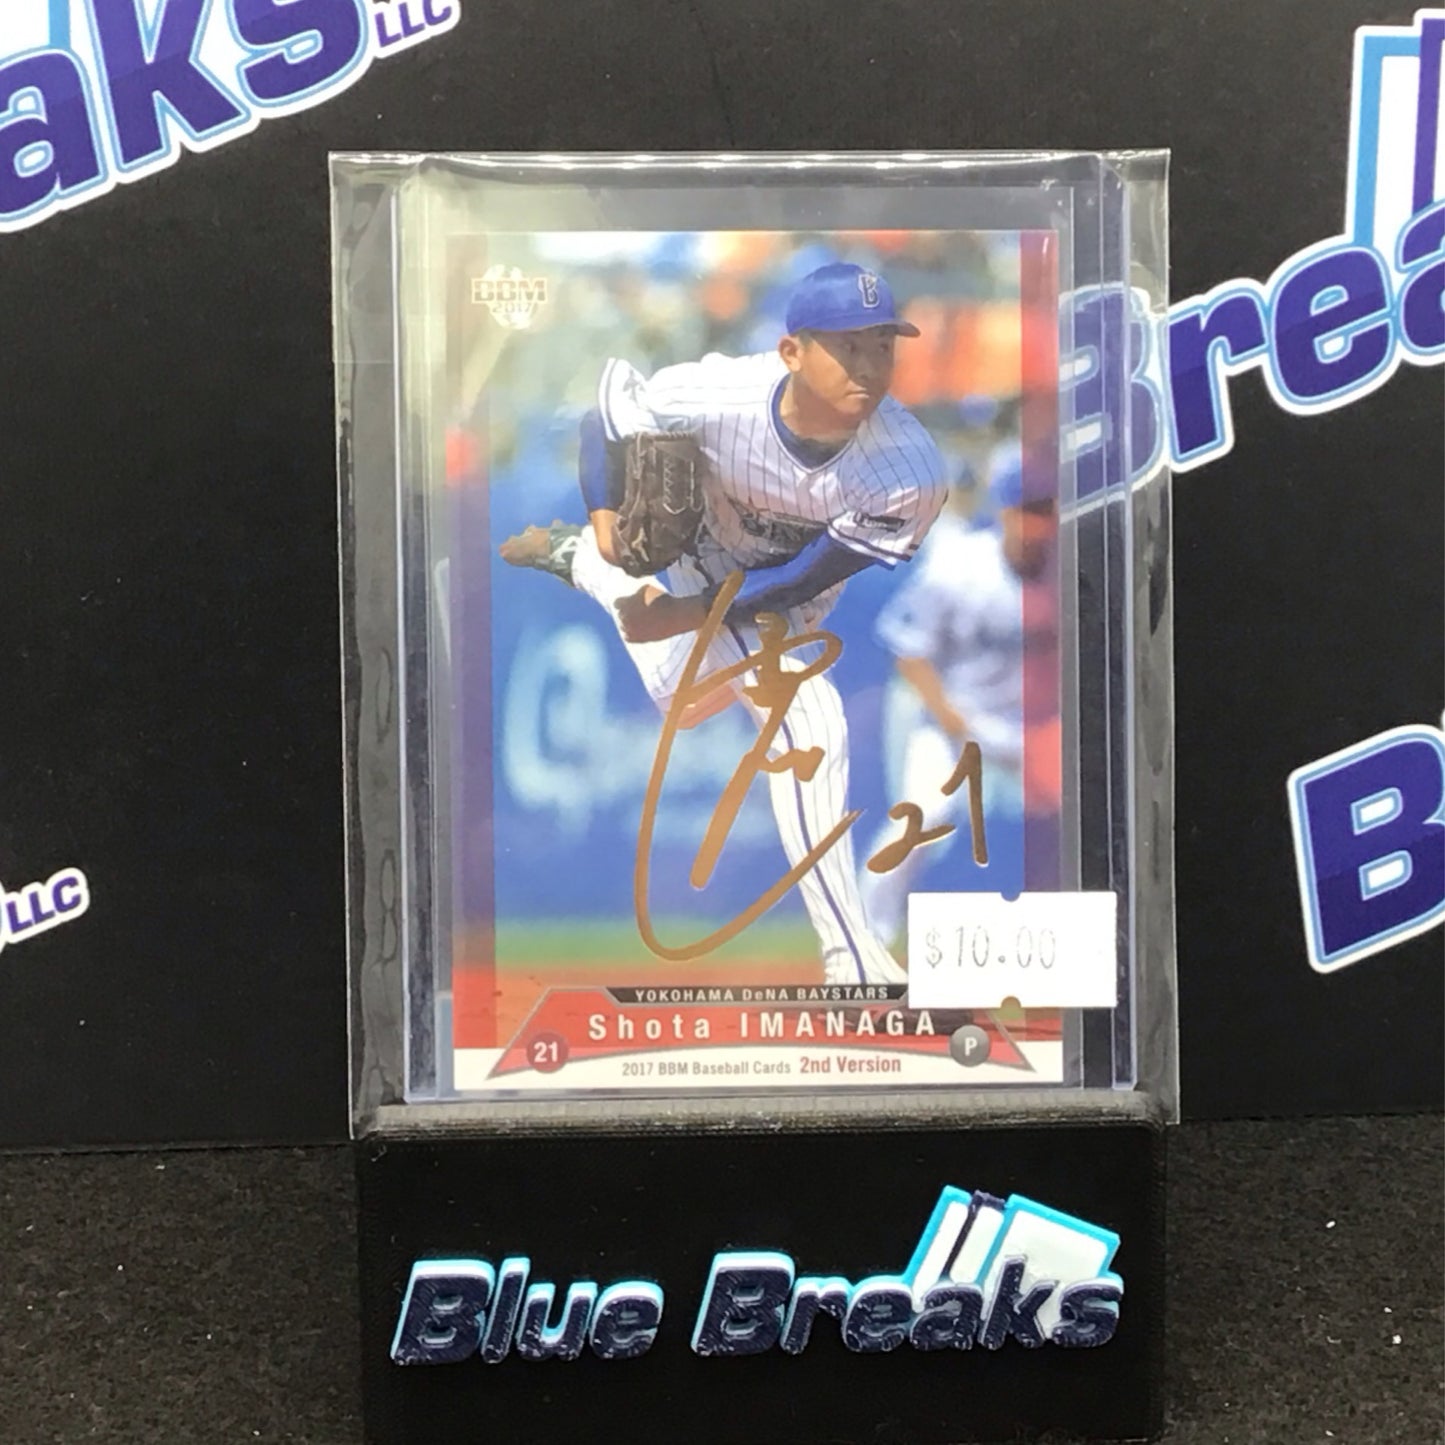 aks
LLC
Brea
LLC
B
BBM
2017
B
21
$10.00
YOKOHAMA DeNA BAYSTARS
Shota IMANAGA
21
P
2017 BBM Baseball Cards 2nd Version
Blue Breaks